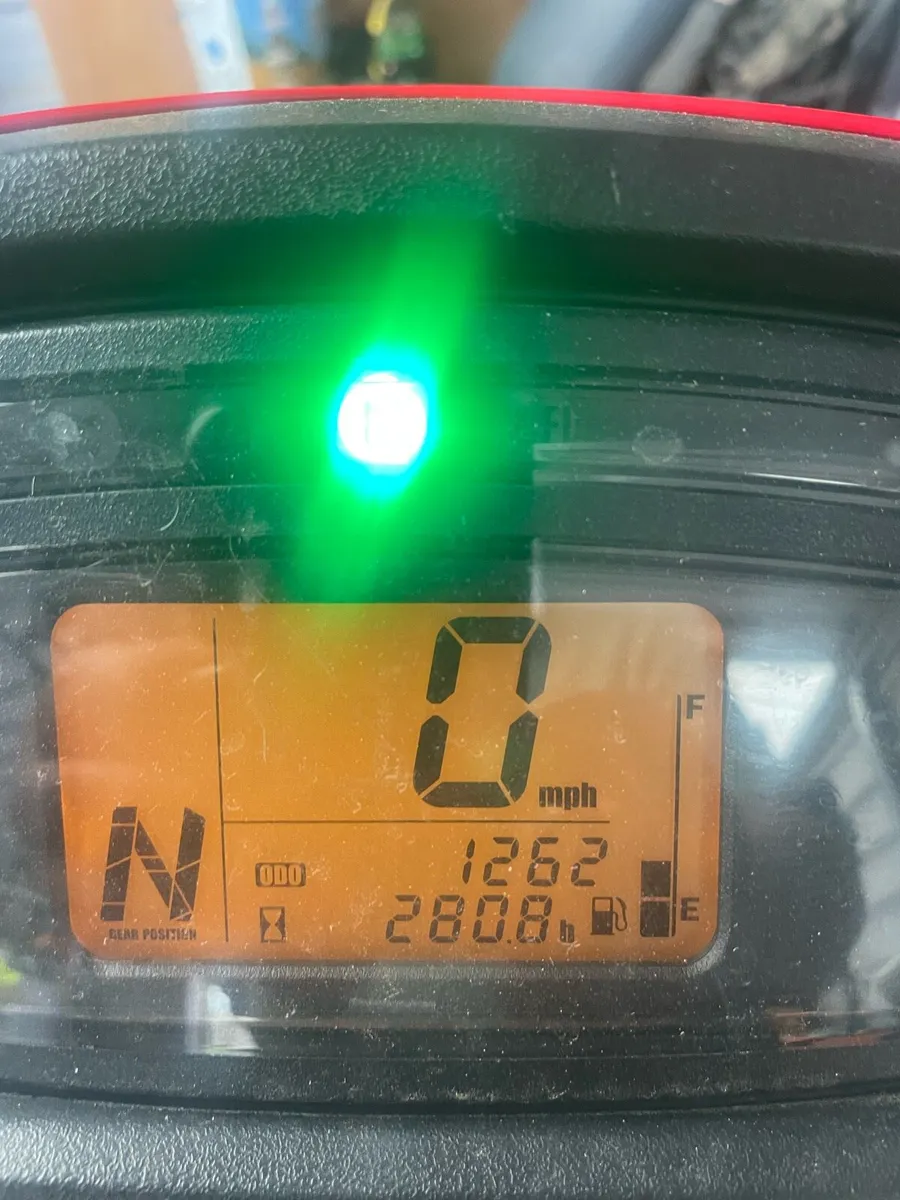 0 mph
F
N
GEAR POSITION
ODO 1262
280.8 h
E